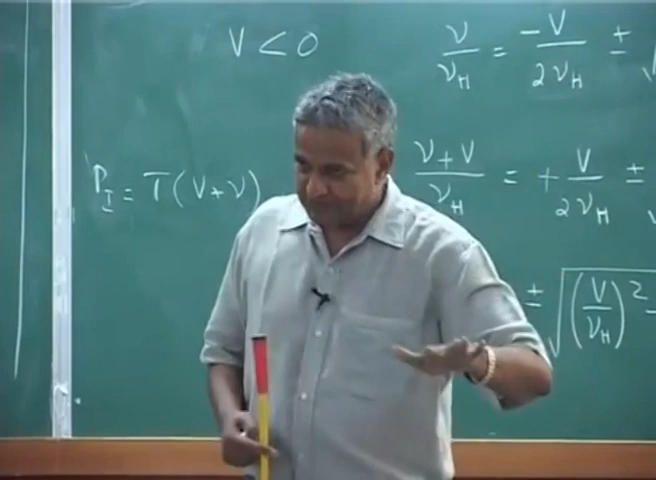 V < 0
ν/ν_H = -V/2ν_H ± √
P_I = T(V+ν)
ν+V/ν_H = +V/2ν_H ± √
± √(V/ν_H)² -